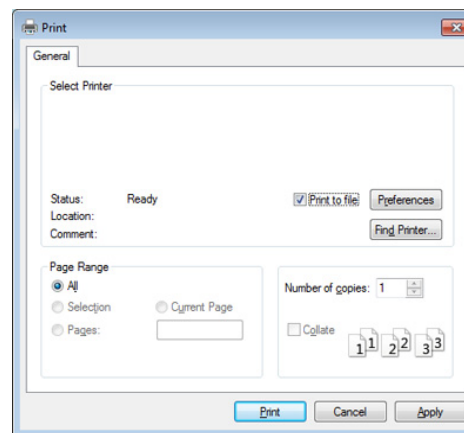 Print
General
Select Printer
Status: Ready
Print to file
Preferences
Location:
Comment:
Find Printer...
Page Range
All
Selection
Current Page
Pages:
Number of copies: 1
Collate
1 1 2 2 3 3
Print
Cancel
Apply